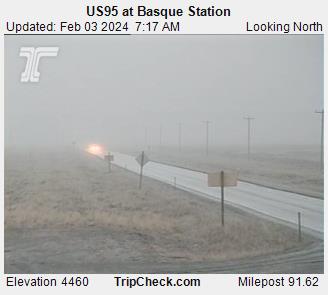 US95 at Basque Station
Updated: Feb 03 2024 7:17 AM Looking North
Elevation 4460 TripCheck.com Milepost 91.62